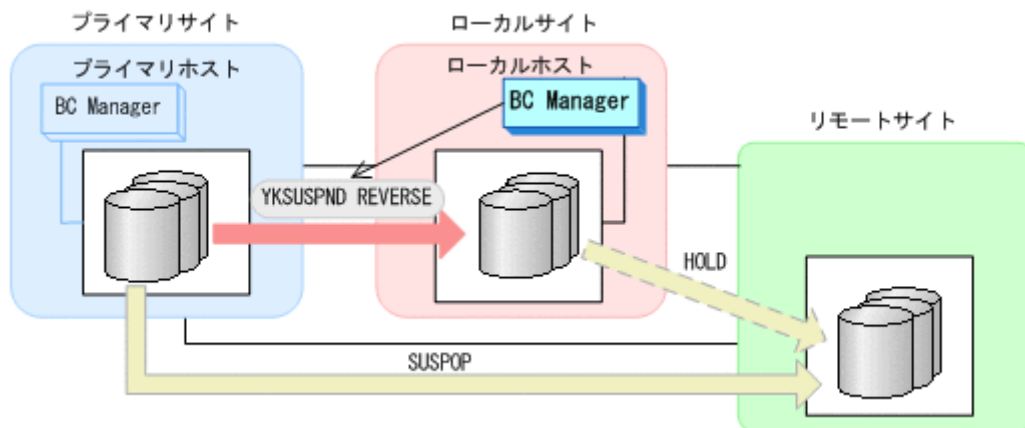 プライマリサイト
ローカルサイト
プライマリホスト
ローカルホスト
BC Manager
BC Manager
リモートサイト
YKSUSPND REVERSE
HOLD
SUSPOP